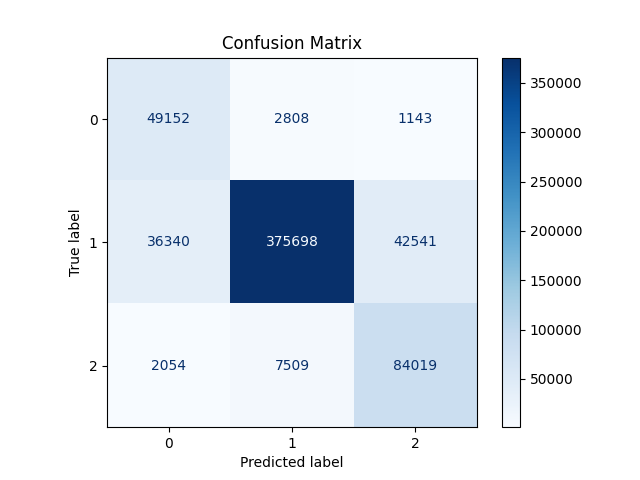 Confusion Matrix
0
49152 2808 1143
1
36340 375698 42541
2
2054 7509 84019
0 1 2
True label
Predicted label
350000
300000
250000
200000
150000
100000
50000